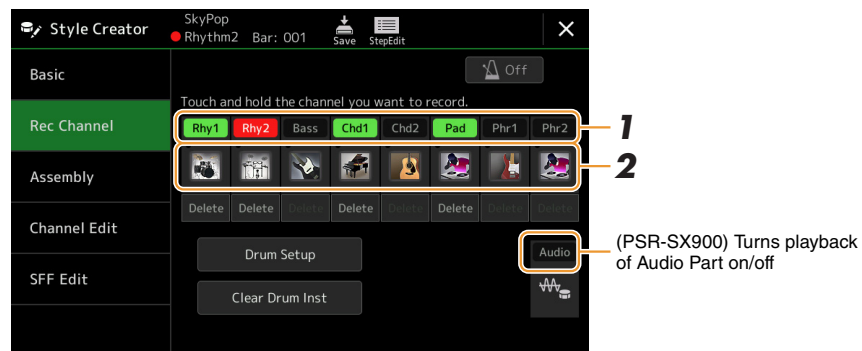 Style Creator
SkyPop
Rhythm2 Bar: 001
Save StepEdit
Off
Basic
Touch and hold the channel you want to record.
Rec Channel
Rhy1 Rhy2 Bass Chd1 Chd2 Pad Phr1 Phr2
1
2
Assembly
Delete Delete Delete Delete Delete Delete Delete Delete
Channel Edit
Drum Setup
Audio
(PSR-SX900) Turns playback
of Audio Part on/off
SFF Edit
Clear Drum Inst